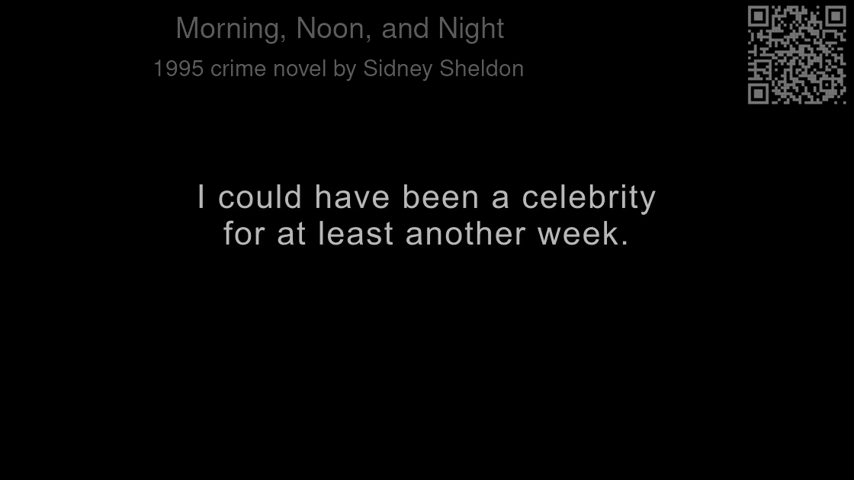 Morning, Noon, and Night
1995 crime novel by Sidney Sheldon
I could have been a celebrity
for at least another week.